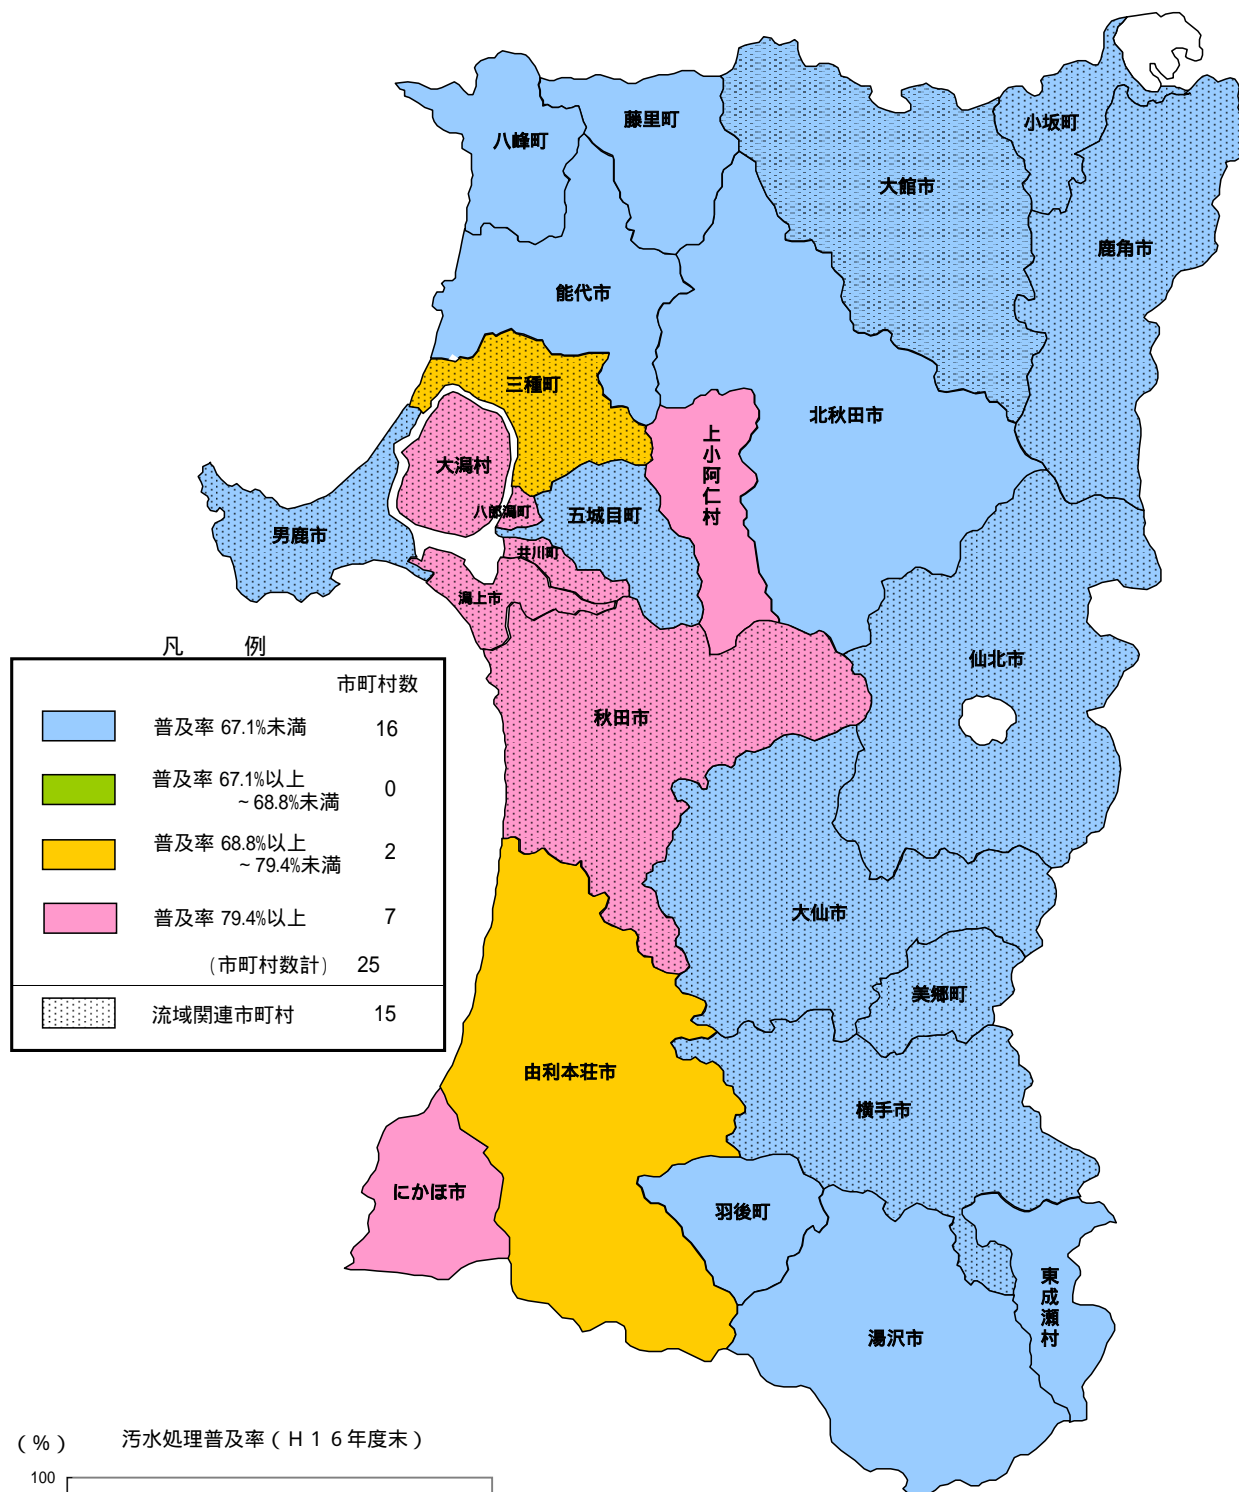 八峰町
藤里町
小坂町
大館市
鹿角市
能代市
三種町
北秋田市
上小阿仁村
大潟村
八郎潟町
五城目町
男鹿市
井川町
潟上市
仙北市
秋田市
大仙市
美郷町
由利本荘市
横手市
にかほ市
羽後町
東成瀬村
湯沢市
凡 例
市町村数
普及率 67.1%未満 16
普及率 67.1%以上
~ 68.8%未満 0
普及率 68.8%以上
~ 79.4%未満 2
普及率 79.4%以上 7
(市町村数計) 25
流域関連市町村 15
(%) 汚水処理普及率(H16年度末)
100